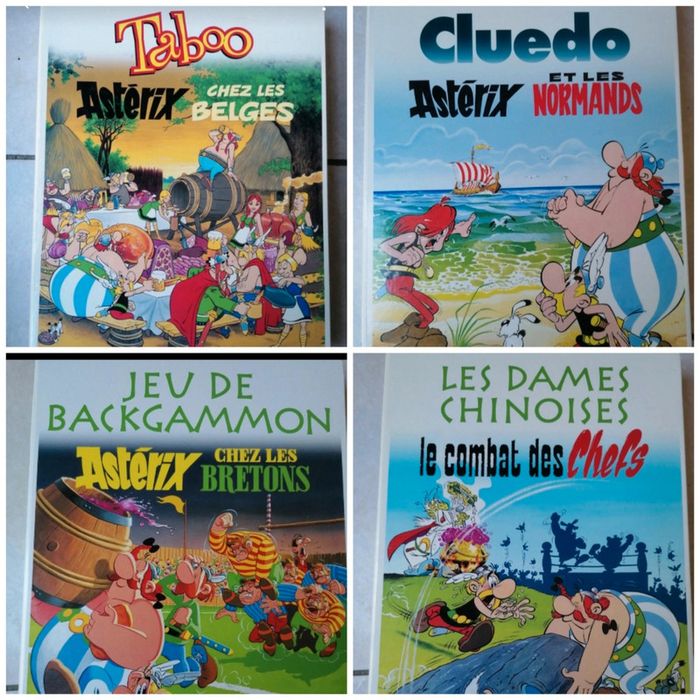 Taboo
Astérix CHEZ LES
BELGES
Cluedo
Astérix ET LES
NORMANDS
JEU DE
BACKGAMMON
Astérix CHEZ LES
BRETONS
LES DAMES
CHINOISES
le combat des Chefs